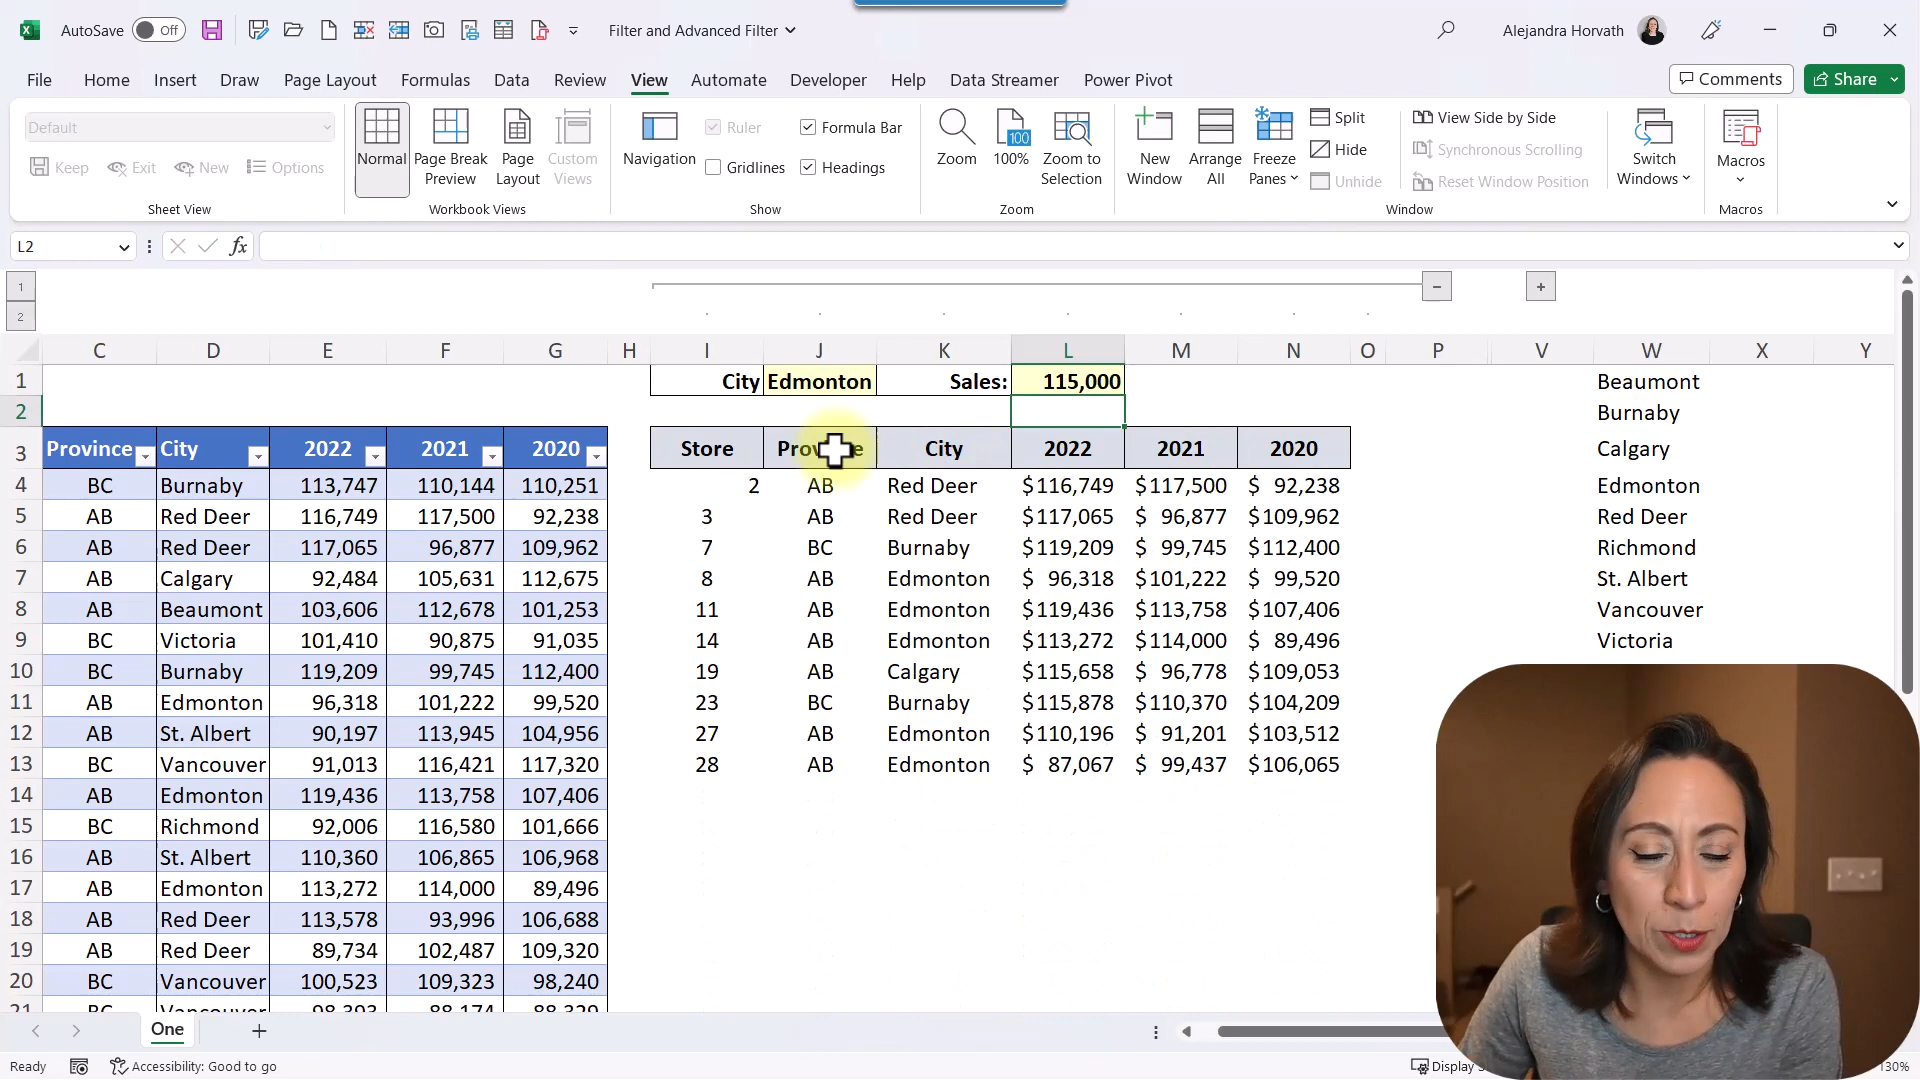 AutoSave Off Filter and Advanced Filter Alejandra Horvath
File Home Insert Draw Page Layout Formulas Data Review View Automate Developer Help Data Streamer Power Pivot Comments Share
Default
Keep Exit New Options
Sheet View
Normal Page Break Preview Page Layout Custom Views
Workbook Views
Navigation Ruler Formula Bar
Gridlines Headings
Show
Zoom 100% Zoom to Selection
Zoom
New Window Arrange All Freeze Panes
Split View Side by Side
Hide Synchronous Scrolling
Unhide Reset Window Position
Switch Windows
Window
Macros
Macros
L2 fx
1
2
C D E F G H I J K L M N O P V W X Y
1 City Edmonton Sales: 115,000 Beaumont
2 Burnaby
3 Province City 2022 2021 2020 Store City 2022 2021 2020 Calgary
4 BC Burnaby 113,747 110,144 110,251 2 AB Red Deer $116,749 $117,500 $ 92,238 Edmonton
5 AB Red Deer 116,749 117,500 92,238 3 AB Red Deer $117,065 $ 96,877 $109,962 Red Deer
6 AB Red Deer 117,065 96,877 109,962 7 BC Burnaby $119,209 $ 99,745 $112,400 Richmond
7 AB Calgary 92,484 105,631 112,675 8 AB Edmonton $ 96,318 $101,222 $ 99,520 St. Albert
8 AB Beaumont 103,606 112,678 101,253 11 AB Edmonton $119,436 $113,758 $107,406 Vancouver
9 BC Victoria 101,410 90,875 91,035 14 AB Edmonton $113,272 $114,000 $ 89,496 Victoria
10 BC Burnaby 119,209 99,745 112,400 19 AB Calgary $115,658 $ 96,778 $109,053
11 AB Edmonton 96,318 101,222 99,520 23 BC Burnaby $115,878 $110,370 $104,209
12 AB St. Albert 90,197 113,945 104,956 27 AB Edmonton $110,196 $ 91,201 $103,512
13 BC Vancouver 91,013 116,421 117,320 28 AB Edmonton $ 87,067 $ 99,437 $106,065
14 AB Edmonton 119,436 113,758 107,406
15 BC Richmond 92,006 116,580 101,666
16 AB St. Albert 110,360 106,865 106,968
17 AB Edmonton 113,272 114,000 89,496
18 AB Red Deer 113,578 93,996 106,688
19 AB Red Deer 89,734 102,487 109,320
20 BC Vancouver 100,523 109,323 98,240
21 BC Vancouver
One
Ready Accessibility: Good to go Display 130%